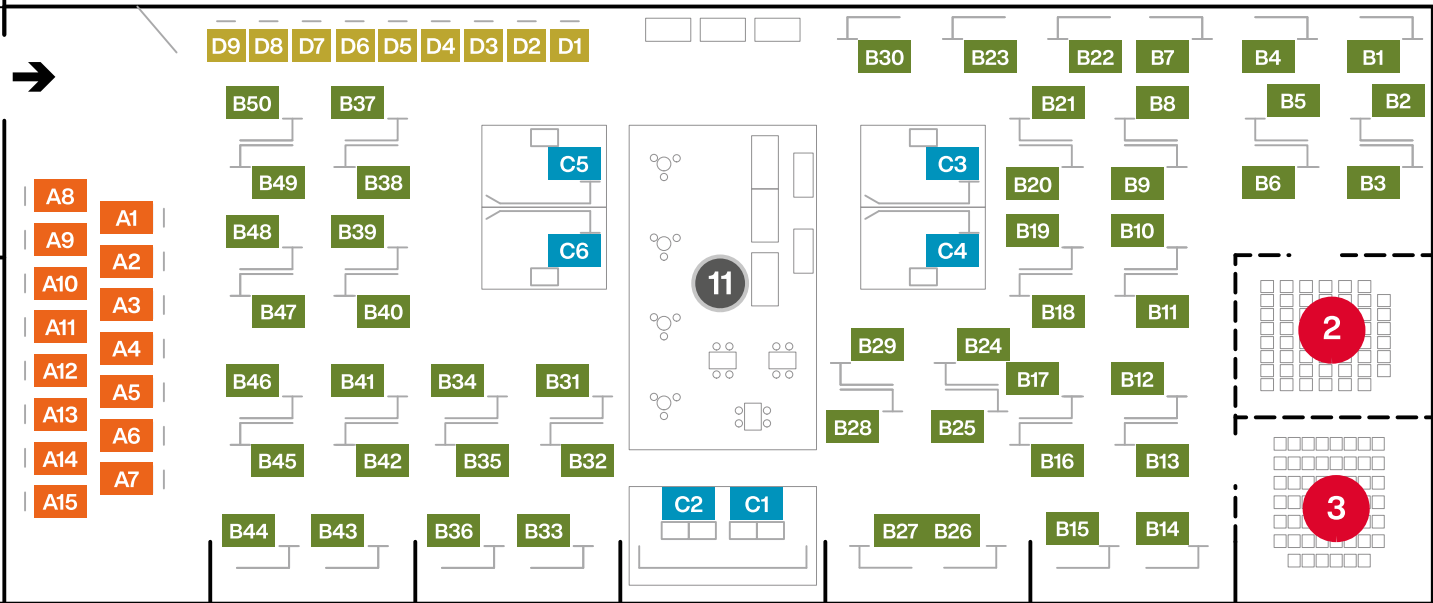 D9 D8 D7 D6 D5 D4 D3 D2 D1
B30 B23 B22 B7 B4 B1
B50 B37 B21 B8 B5 B2
C5 C3
B49 B38 B20 B9 B6 B3
A8
A1
B48 B39 B19 B10
A9
C6 C4
A2
A10 11
A3
B47 B40 B18 B11
A11 2
A4 B29 B24
A12
B46 B41 B34 B31 B17 B12
A5
A13
B28 B25
A6
A14 B45 B42 B35 B32 B16 B13
A7
A15 C2 C1 3
B44 B43 B36 B33 B27 B26 B15 B14